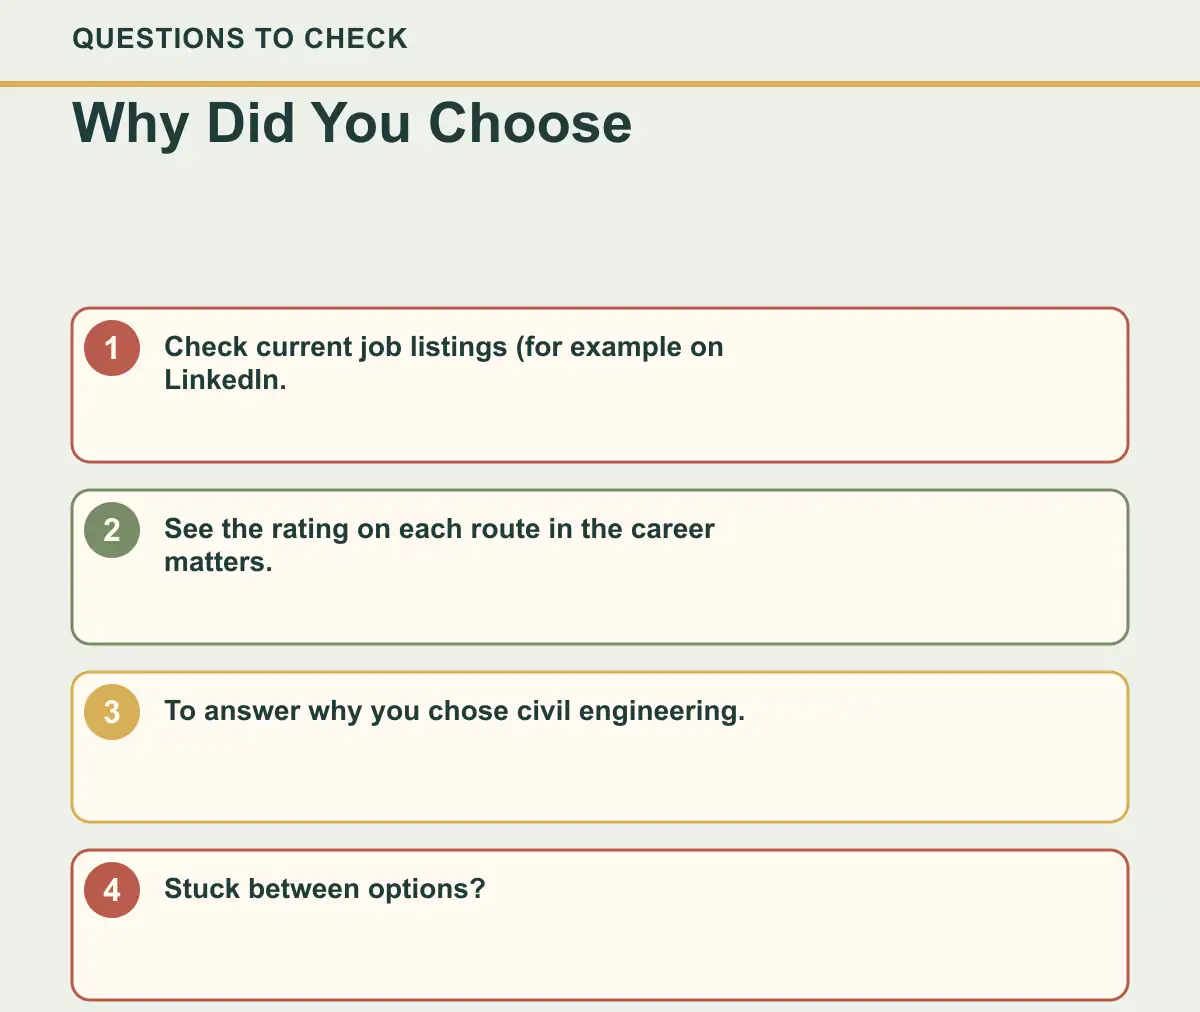 QUESTIONS TO CHECK
Why Did You Choose
1
Check current job listings (for example on
LinkedIn.
2
See the rating on each route in the career
matters.
3
To answer why you chose civil engineering.
4
Stuck between options?